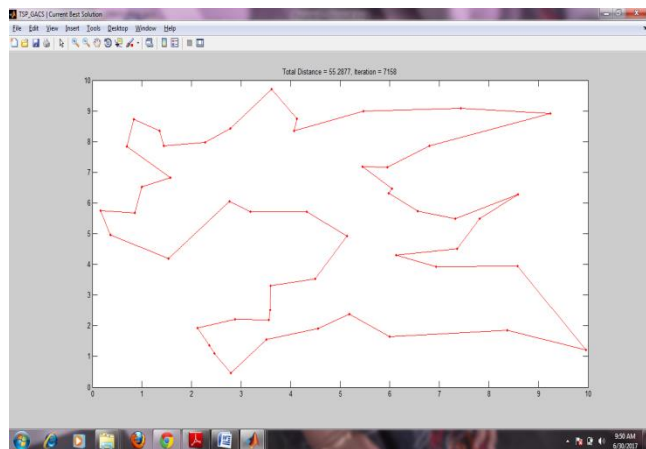 TSP_GACS | Current Best Solution
File Edit View Insert Tools Desktop Window Help
Total Distance = 55.2877, Iteration = 7158
10
9
8
7
6
5
4
3
2
1
0
0 1 2 3 4 5 6 7 8 9 10
9:50 AM
6/30/2017